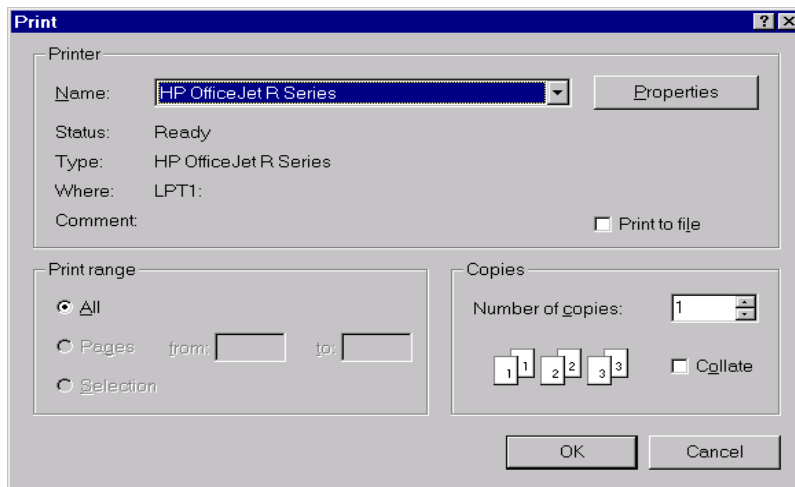 Print
Printer
Name: HP OfficeJet R Series Properties
Status: Ready
Type: HP OfficeJet R Series
Where: LPT1:
Comment:
Print to file
Print range
All
Pages from: to:
Selection
Copies
Number of copies: 1
1 1 2 2 3 3
Collate
OK Cancel